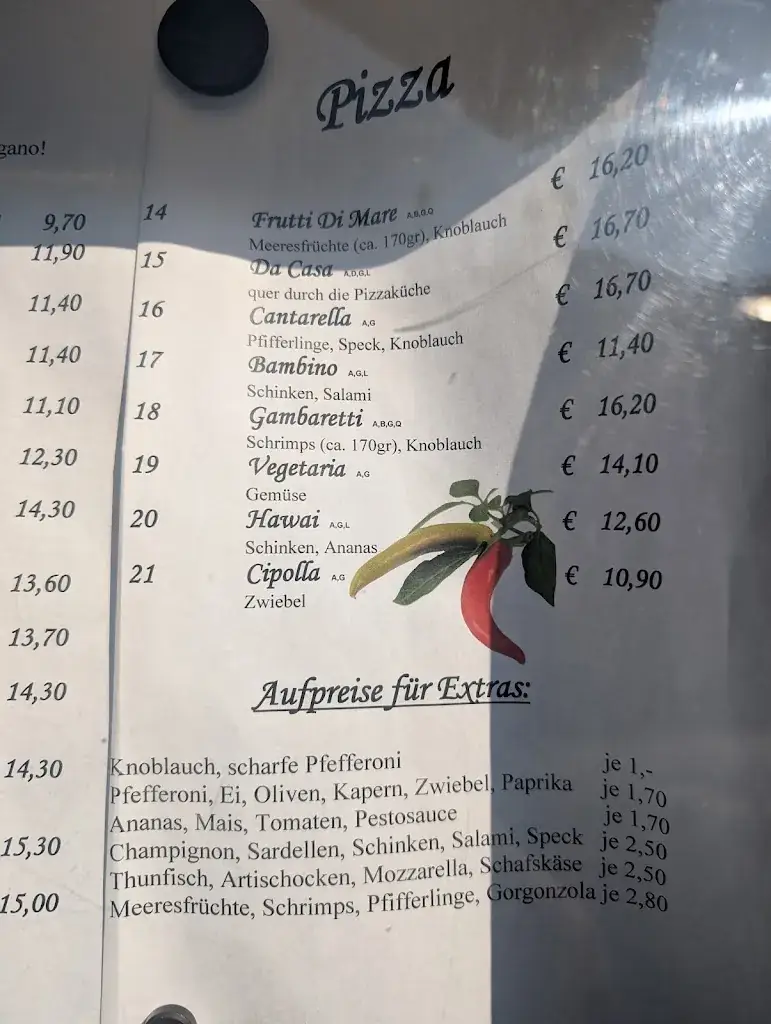 Pizza
gano!
9,70
11,90
11,40
11,40
11,10
12,30
14,30
13,60
13,70
14,30
14,30
15,30
15,00
14 Frutti Di Mare A,B,G,O € 16,20
Meeresfrüchte (ca. 170gr), Knoblauch
15 Da Casa A,D,G,L € 16,70
quer durch die Pizzaküche
16 Cantarella A,G € 16,70
Pfifferlinge, Speck, Knoblauch
17 Bambino A,G,L € 11,40
Schinken, Salami
18 Gambaretti A,B,G,O € 16,20
Schrimps (ca. 170gr), Knoblauch
19 Vegetaria A,G € 14,10
Gemüse
20 Hawai A,G,L € 12,60
Schinken, Ananas
21 Cipolla A,G € 10,90
Zwiebel
Aufpreise für Extras:
Knoblauch, scharfe Pfefferoni je 1,-
Pfefferoni, Ei, Oliven, Kapern, Zwiebel, Paprika je 1,70
Ananas, Mais, Tomaten, Pestosauce je 1,70
Champignon, Sardellen, Schinken, Salami, Speck je 2,50
Thunfisch, Artischocken, Mozzarella, Schafskäse je 2,50
Meeresfrüchte, Schrimps, Pfifferlinge, Gorgonzola je 2,80